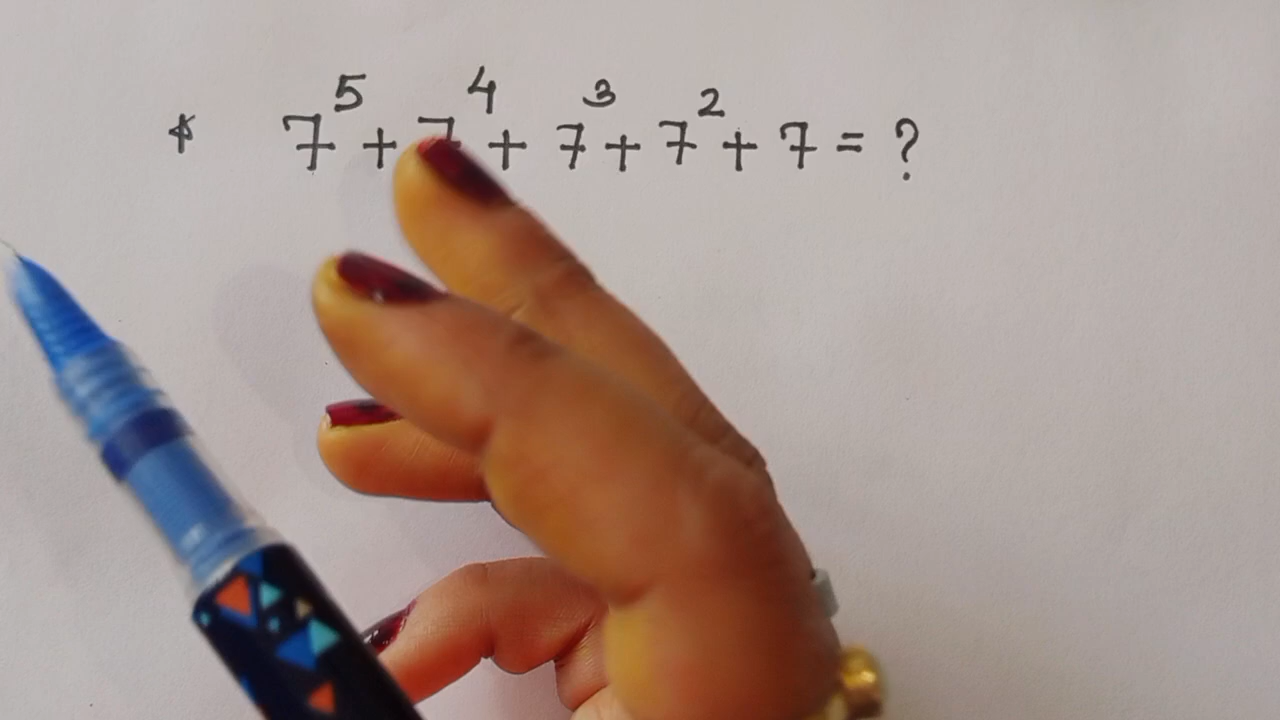 * 7⁵ + 7⁴ + 7³ + 7² + 7 = ?